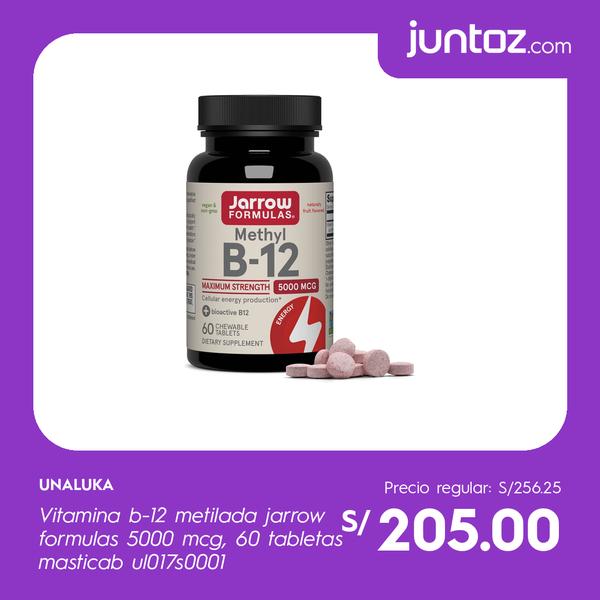 juntoz.com
vegan &
non-gmo
Jarrow
FORMULAS®
naturally
fruit flavored
Methyl
B-12
MAXIMUM STRENGTH 5000 MCG
Cellular energy production*
+ bioactive B12
ENERGY
60 CHEWABLE
TABLETS
DIETARY SUPPLEMENT
UNALUKA
Precio regular: S/256.25
Vitamina b-12 metilada jarrow
formulas 5000 mcg, 60 tabletas
masticab ul017s0001
S/ 205.00